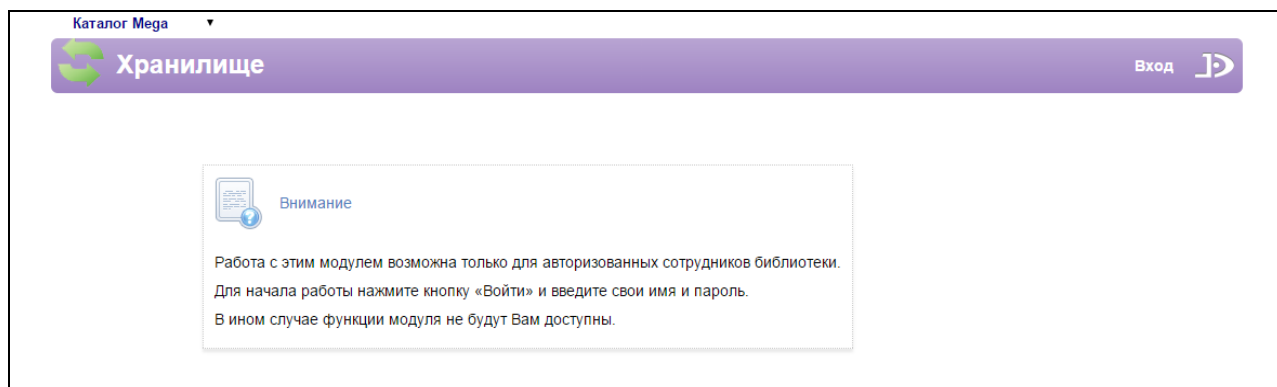 Каталог Mega
Хранилище
Вход
Внимание
Работа с этим модулем возможна только для авторизованных сотрудников библиотеки.
Для начала работы нажмите кнопку «Войти» и введите свои имя и пароль.
В ином случае функции модуля не будут Вам доступны.